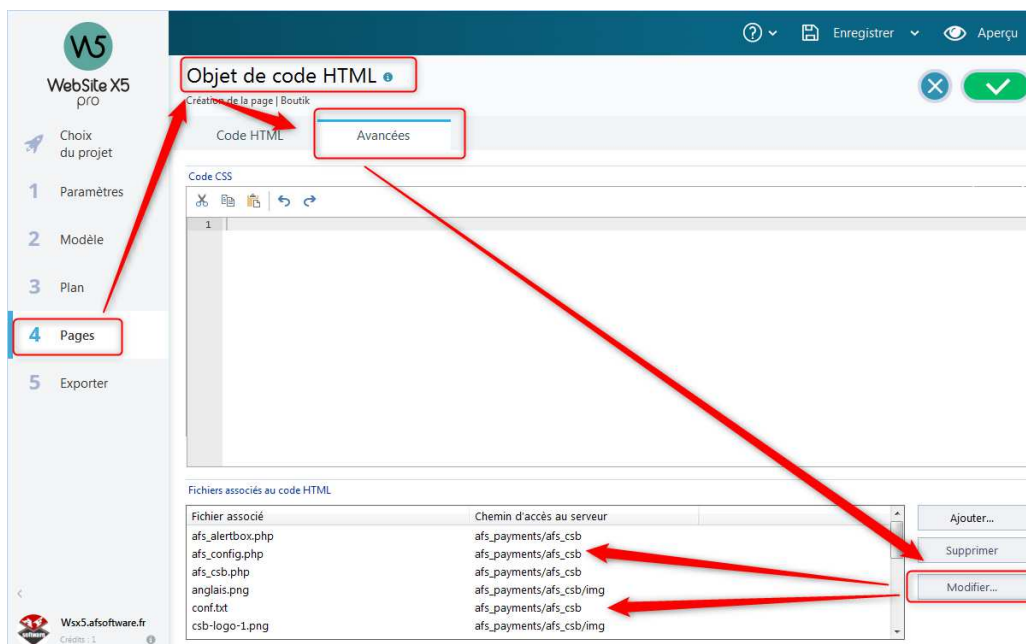 Enregistrer
Aperçu
W5
WebSite X5
pro
Objet de code HTML
Création de la page | Boutik
Code HTML
Avancées
Choix
du projet
1 Paramètres
2 Modèle
3 Plan
4 Pages
5 Exporter
Code CSS
1
Fichiers associés au code HTML
Fichier associé Chemin d'accès au serveur
afs_alertbox.php afs_payments/afs_csb
afs_config.php afs_payments/afs_csb
afs_csb.php afs_payments/afs_csb
anglais.png afs_payments/afs_csb/img
conf.txt afs_payments/afs_csb
csb-logo-1.png afs_payments/afs_csb/img
Ajouter...
Supprimer
Modifier...
software
Wsx5.afsoftware.fr
Crédits : 1